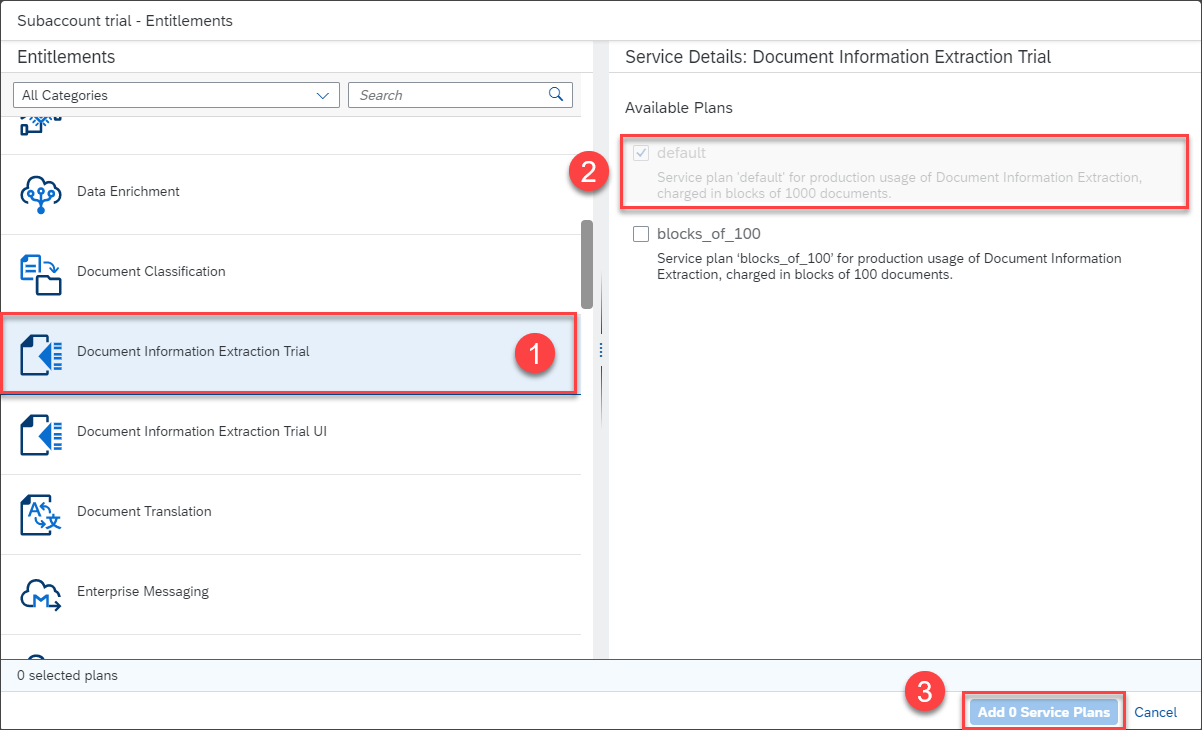 Subaccount trial - Entitlements
Entitlements
All Categories
Search
Data Enrichment
Document Classification
Document Information Extraction Trial
1
Document Information Extraction Trial UI
Document Translation
Enterprise Messaging
Service Details: Document Information Extraction Trial
Available Plans
2
default
Service plan 'default' for production usage of Document Information Extraction,
charged in blocks of 1000 documents.
blocks_of_100
Service plan ‘blocks_of_100’ for production usage of Document Information
Extraction, charged in blocks of 100 documents.
0 selected plans
3
Add 0 Service Plans
Cancel